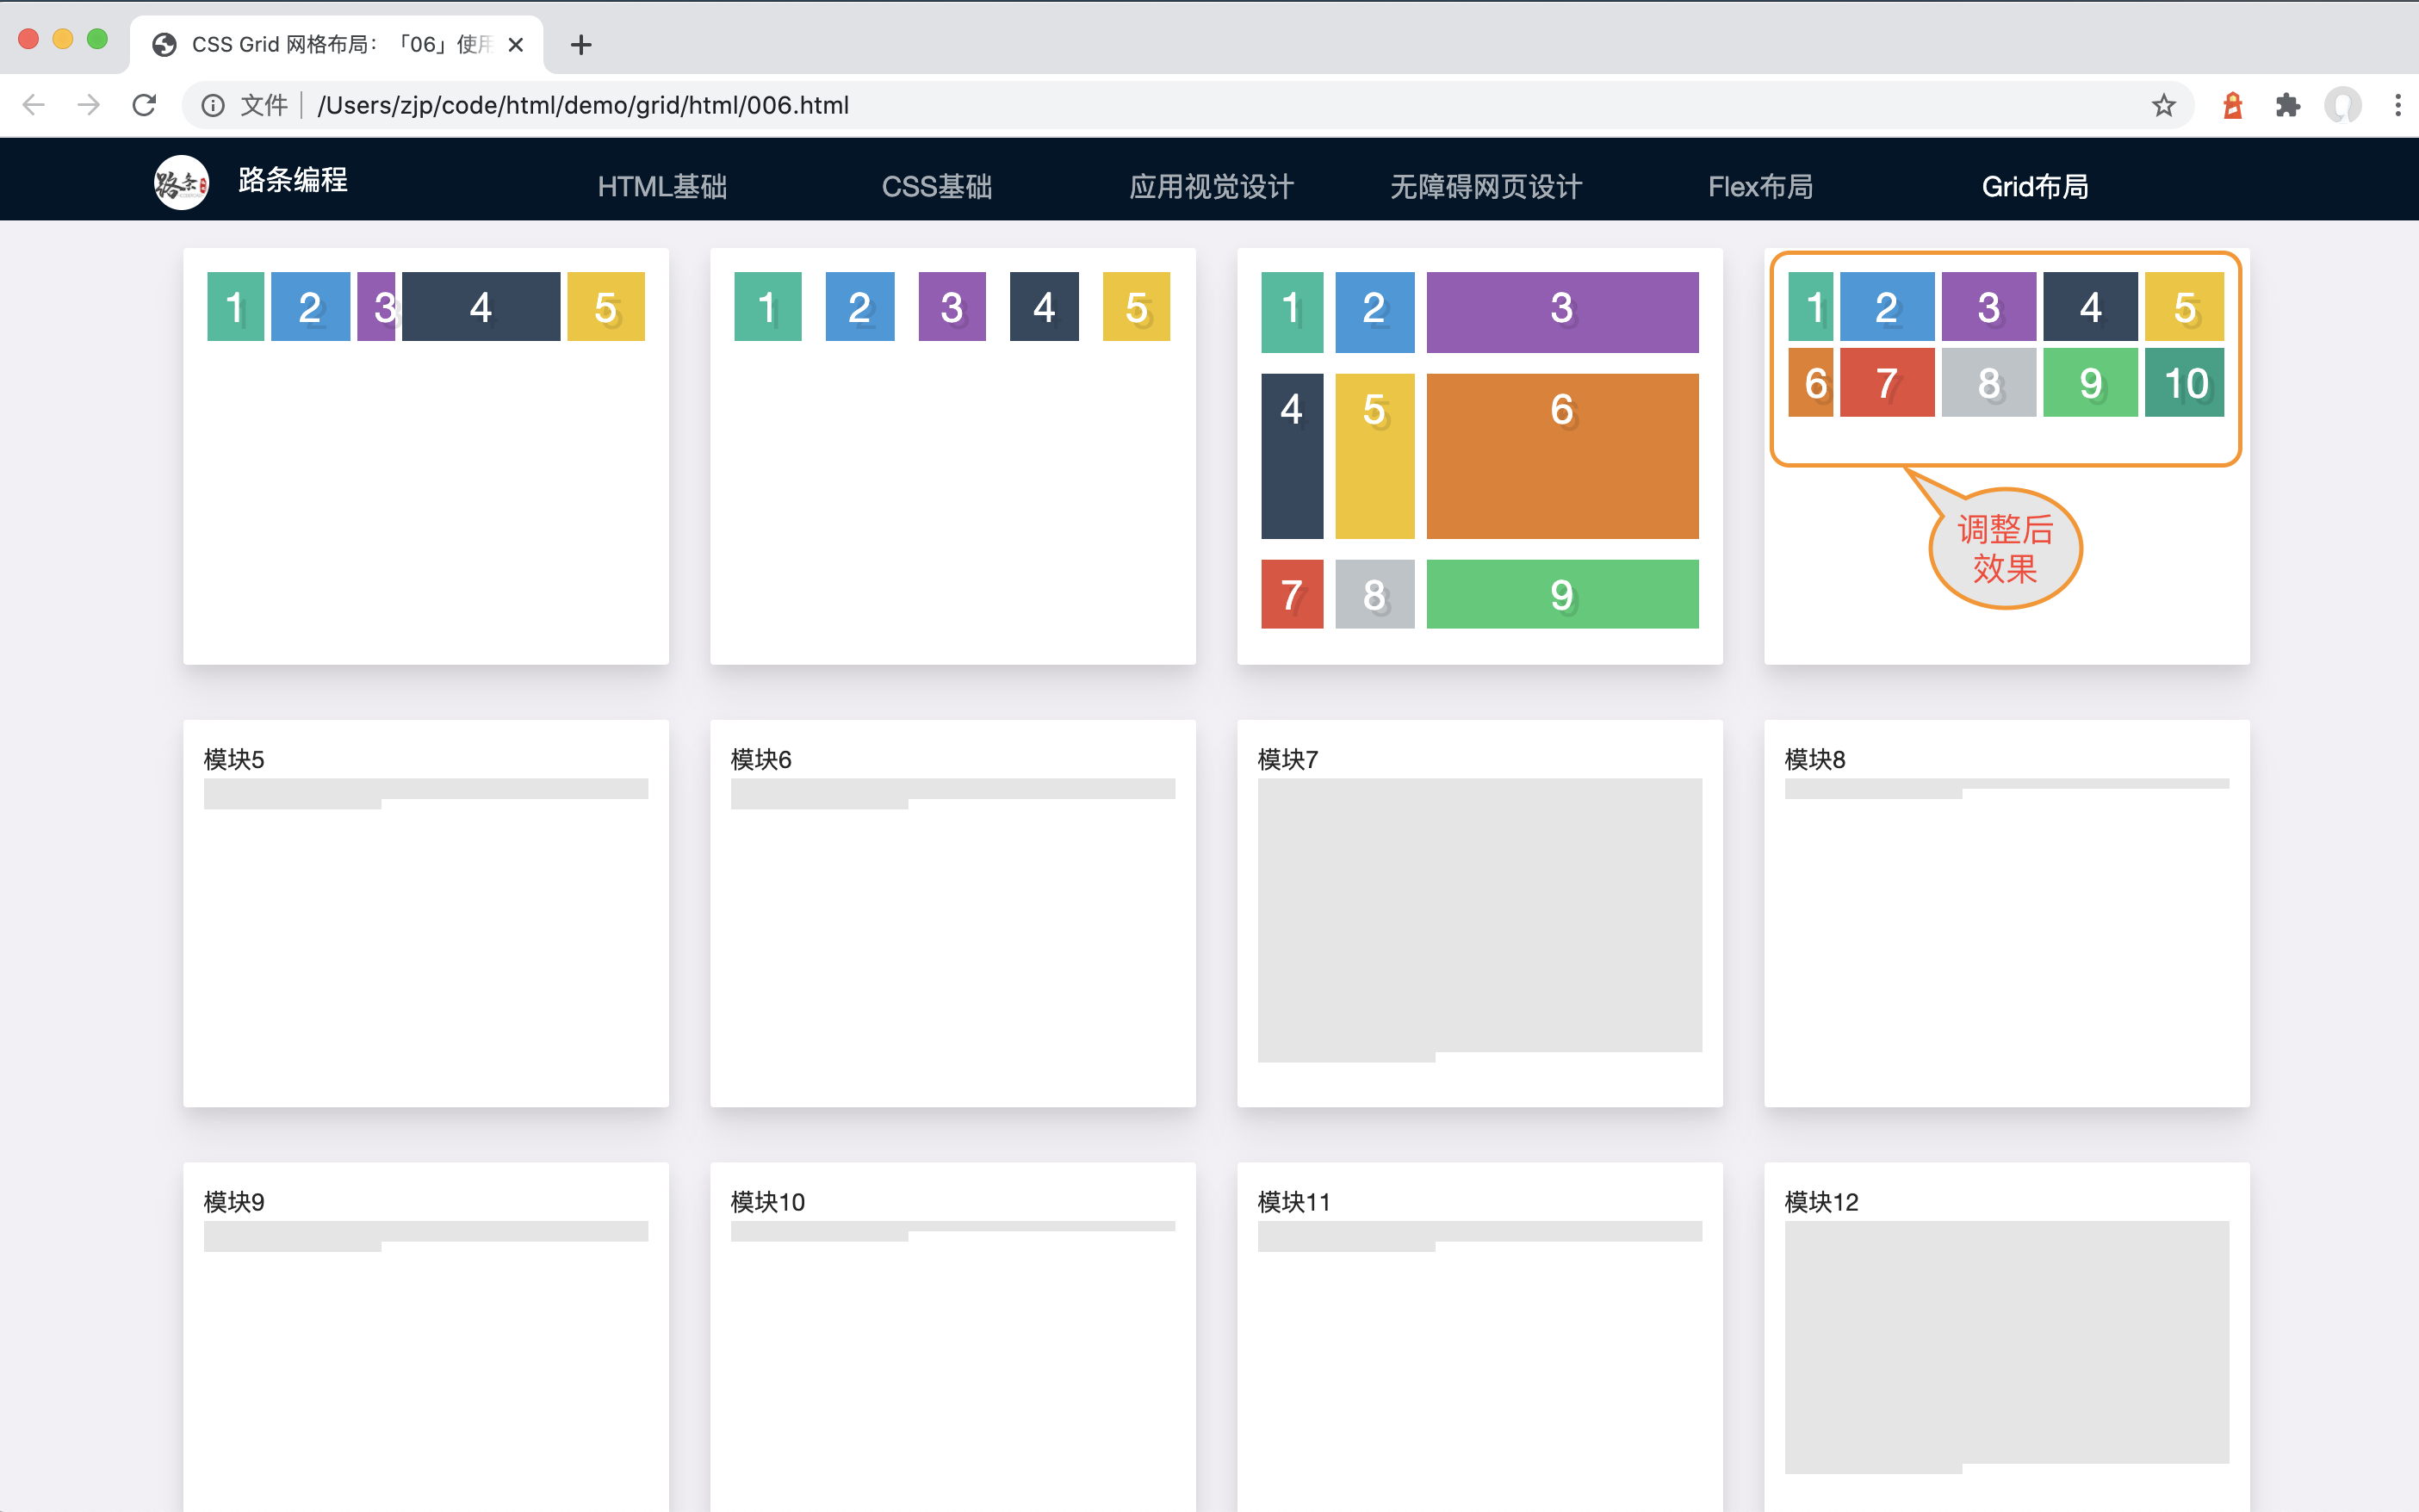 CSS Grid 网格布局：「06」使用
文件
/Users/zjp/code/html/demo/grid/html/006.html
路条
路条编程
HTML基础
CSS基础
应用视觉设计
无障碍网页设计
Flex布局
Grid布局
1 2 3 4 5
1 2 3 4 5
1 2 3
4 5 6
7 8 9
1 2 3 4 5
6 7 8 9 10
调整后
效果
模块5
模块6
模块7
模块8
模块9
模块10
模块11
模块12